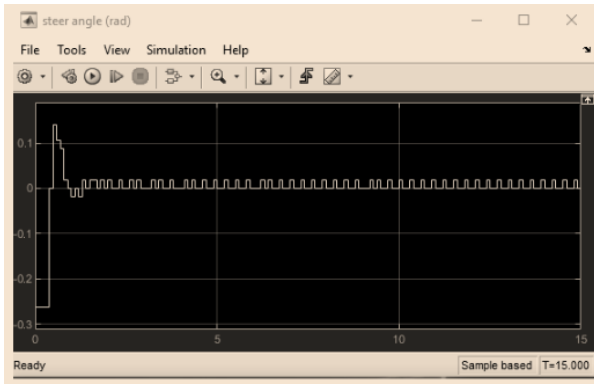 steer angle (rad)
File Tools View Simulation Help
0.1
0
-0.1
-0.2
-0.3
0 5 10 15
Ready Sample based T=15.000